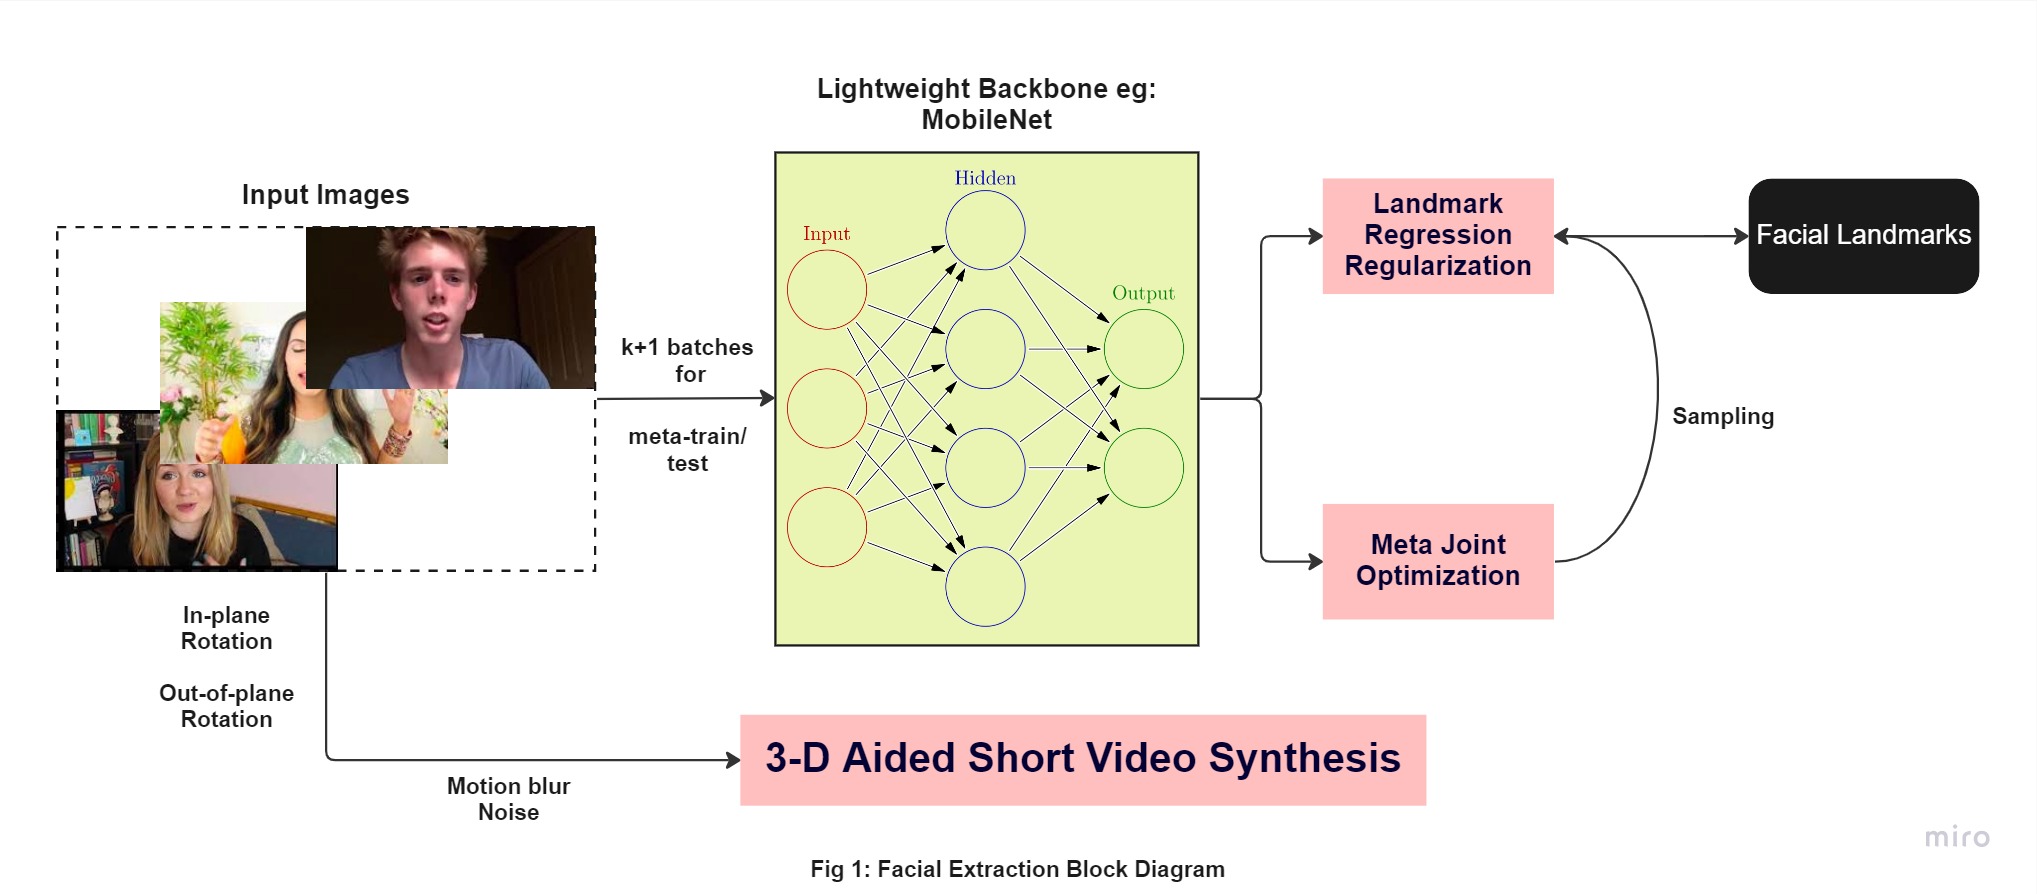 Lightweight Backbone eg:
MobileNet
Input Images
k+1 batches
for
meta-train/
test
Hidden
Input
Output
Landmark
Regression
Regularization
Facial Landmarks
Sampling
Meta Joint
Optimization
In-plane
Rotation
Out-of-plane
Rotation
Motion blur
Noise
3-D Aided Short Video Synthesis
miro
Fig 1: Facial Extraction Block Diagram